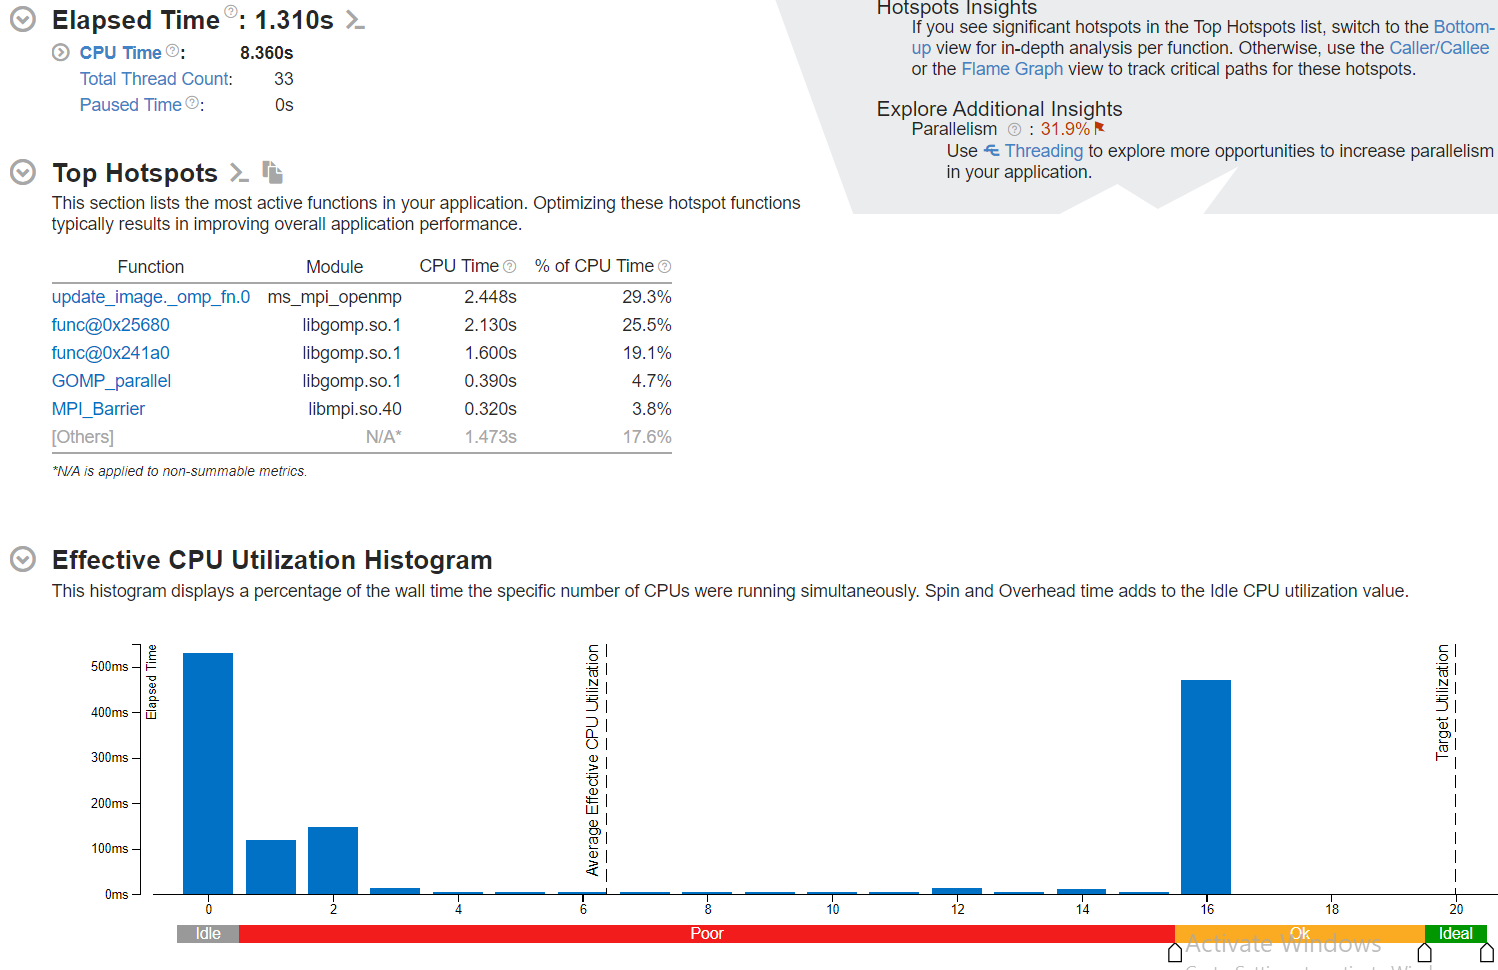 Elapsed Time ? : 1.310s
CPU Time ? : 8.360s
Total Thread Count: 33
Paused Time ? : 0s
Hotspots Insights
If you see significant hotspots in the Top Hotspots list, switch to the Bottom-
up view for in-depth analysis per function. Otherwise, use the Caller/Callee
or the Flame Graph view to track critical paths for these hotspots.
Explore Additional Insights
Parallelism ? : 31.9%
Use Threading to explore more opportunities to increase parallelism
in your application.
Top Hotspots
This section lists the most active functions in your application. Optimizing these hotspot functions
typically results in improving overall application performance.
Function Module CPU Time ? % of CPU Time ?
update_image._omp_fn.0 ms_mpi_openmp 2.448s 29.3%
func@0x25680 libgomp.so.1 2.130s 25.5%
func@0x241a0 libgomp.so.1 1.600s 19.1%
GOMP_parallel libgomp.so.1 0.390s 4.7%
MPI_Barrier libmpi.so.40 0.320s 3.8%
[Others] N/A* 1.473s 17.6%
*N/A is applied to non-summable metrics.
Effective CPU Utilization Histogram
This histogram displays a percentage of the wall time the specific number of CPUs were running simultaneously. Spin and Overhead time adds to the Idle CPU utilization value.
500ms
400ms
300ms
200ms
100ms
0ms
Elapsed Time
Average Effective CPU Utilization
Target Utilization
0 2 4 6 8 10 12 14 16 18 20
Idle Poor Ok Ideal
Activate Windows